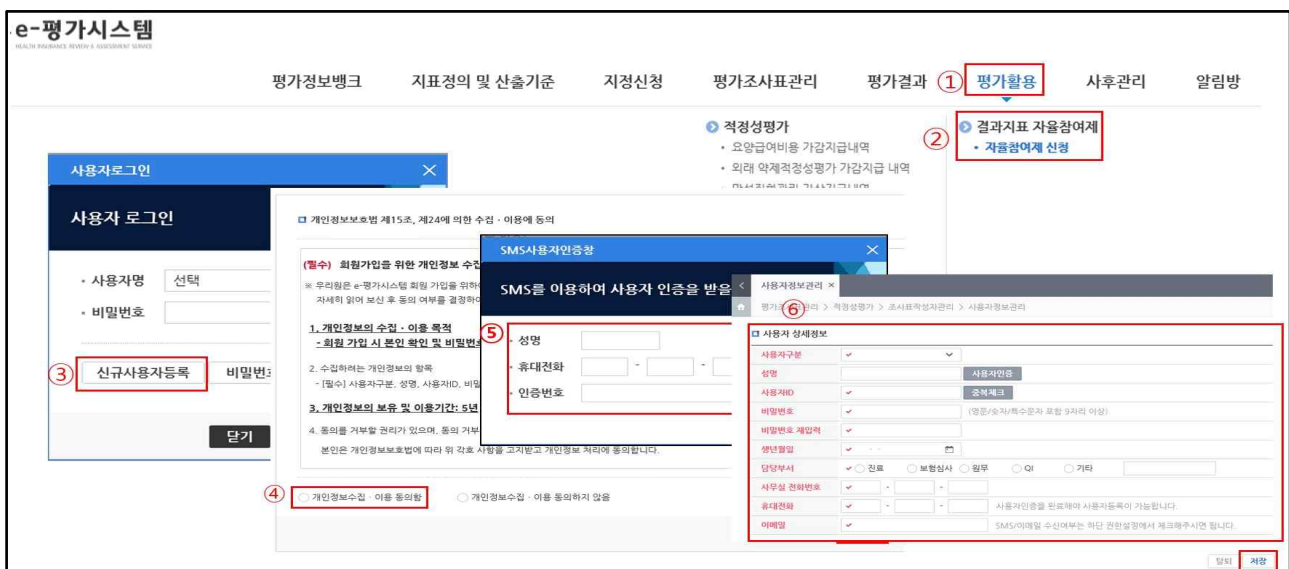 e-평가시스템
HEALTH INSURANCE REVIEW & ASSESSMENT SERVICE
평가정보뱅크 지표정의 및 산출기준 지정신청 평가조사표관리 평가결과 ① 평가활용 사후관리 알림방
적정성평가
• 요양급여비용 가감지급내역
• 외래 약제적정성평가 가감지급 내역
② 결과지표 자율참여제
• 자율참여제 신청
사용자로그인
사용자 로그인
• 사용자명 선택
• 비밀번호
③ 신규사용자등록
닫기
개인정보보호법 제15조, 제24에 의한 수집 · 이용에 동의
(필수) 회원가입을 위한 개인정보 수집
※ 우리원은 e-평가시스템 회원 가입을 위하
자세히 읽어 보신 후 동의 여부를 결정하여
1. 개인정보의 수집 · 이용 목적
- 회원 가입 시 본인 확인 및 비밀번호
2. 수집하려는 개인정보의 항목
- [필수] 사용자구분, 성명, 사용자ID, 비밀
3. 개인정보의 보유 및 이용기간: 5년
4. 동의를 거부할 권리가 있으며, 동의 거부
본인은 개인정보보호법에 따라 위 각호 사항을 고지받고 개인정보 처리에 동의합니다.
④ 개인정보수집 · 이용 동의함 개인정보수집 · 이용 동의하지 않음
SMS사용자인증창
SMS를 이용하여 사용자 인증을 받을
⑤
• 성명
• 휴대전화 - -
• 인증번호
사용자정보관리 ×
평가조사표관리 > 적정성평가 > 조사표작성자관리 > 사용자정보관리
⑥
사용자 상세정보
사용자구분
성명 사용자인증
사용자ID 중복체크
비밀번호 (영문/숫자/특수문자 포함 9자리 이상)
비밀번호 재입력
생년월일 - -
담당부서 진료 보험심사 원무 QI 기타
사무실 전화번호 - -
휴대전화 - - 사용자인증을 완료해야 사용자등록이 가능합니다.
이메일 SMS/이메일 수신여부는 하단 권한설정에서 체크해주시면 됩니다.
탈퇴 저장